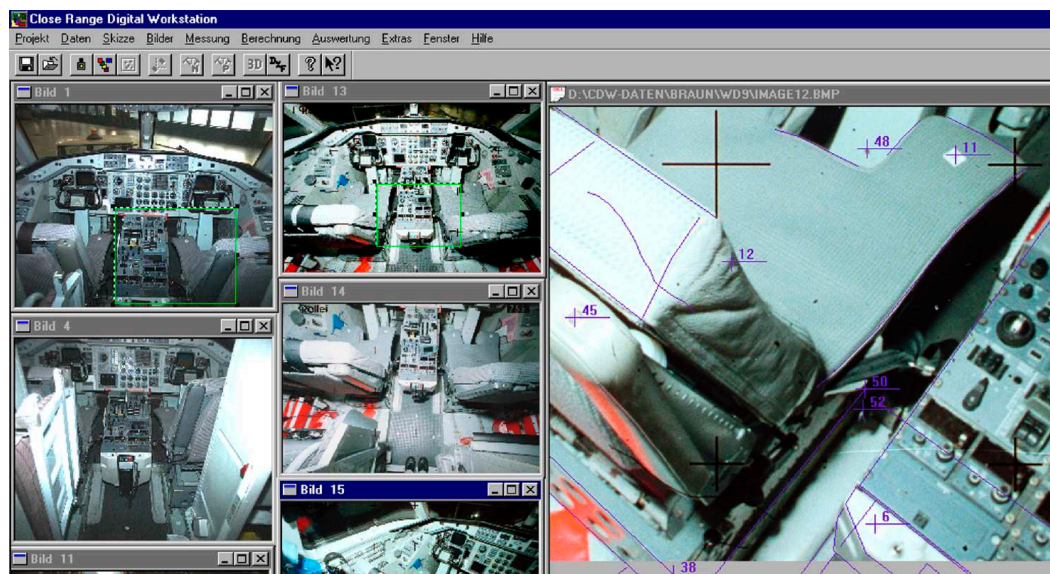 Close Range Digital Workstation
Projekt Daten Skizze Bilder Messung Berechnung Auswertung Extras Fenster Hilfe
3D
Bild 1
Bild 13
D:\CDW-DATEN\BRAUN\WD9\IMAGE12.BMP
48
11
12
Bild 14
Rollei
45
Bild 4
50
52
Bild 15
6
Bild 11
38